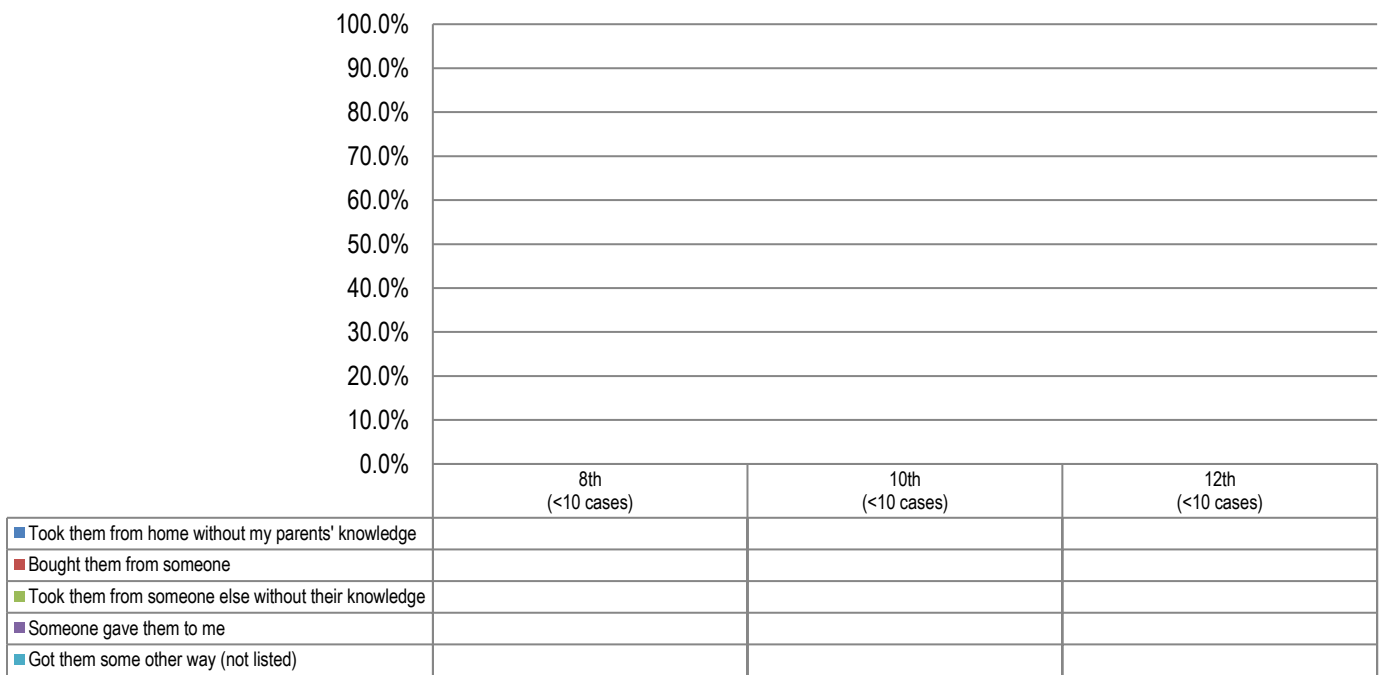 100.0%
90.0%
80.0%
70.0%
60.0%
50.0%
40.0%
30.0%
20.0%
10.0%
0.0%
8th 10th 12th
(<10 cases) (<10 cases) (<10 cases)
Took them from home without my parents' knowledge
Bought them from someone
Took them from someone else without their knowledge
Someone gave them to me
Got them some other way (not listed)